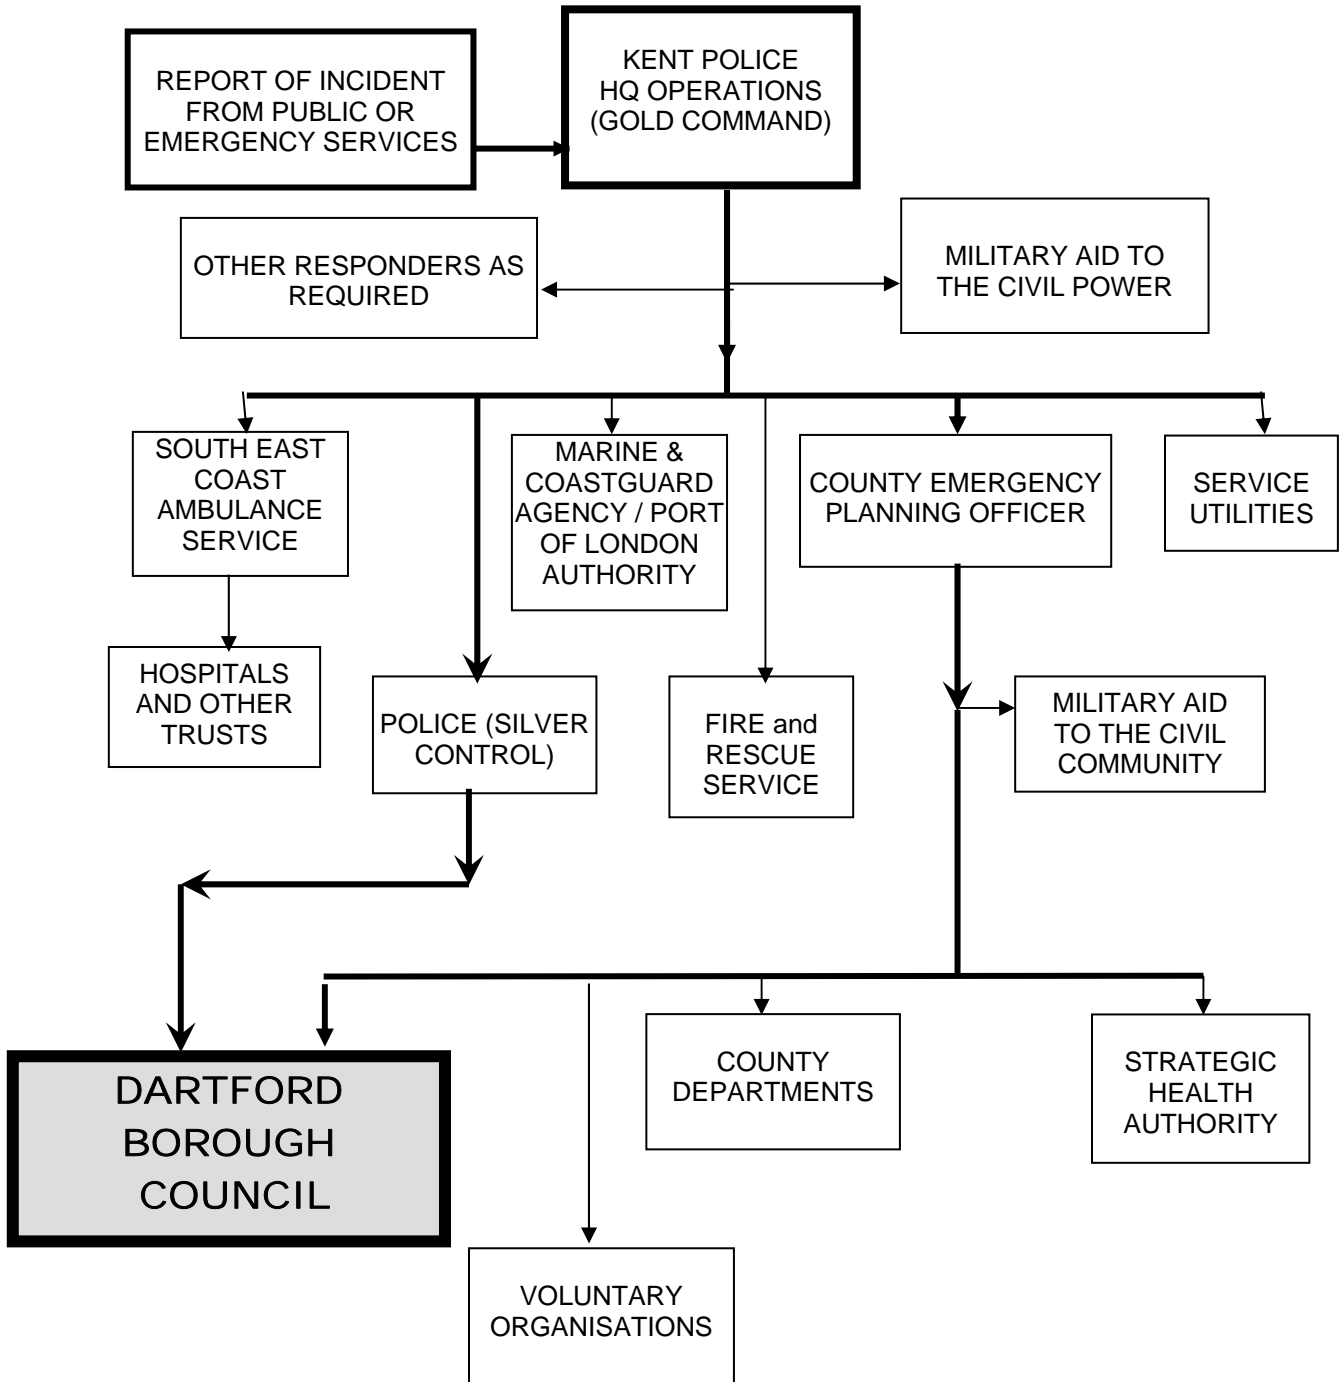 REPORT OF INCIDENT
FROM PUBLIC OR
EMERGENCY SERVICES
KENT POLICE
HQ OPERATIONS
(GOLD COMMAND)
OTHER RESPONDERS AS
REQUIRED
MILITARY AID TO
THE CIVIL POWER
SOUTH EAST
COAST
AMBULANCE
SERVICE
MARINE &
COASTGUARD
AGENCY / PORT
OF LONDON
AUTHORITY
COUNTY EMERGENCY
PLANNING OFFICER
SERVICE
UTILITIES
HOSPITALS
AND OTHER
TRUSTS
POLICE (SILVER
CONTROL)
FIRE and
RESCUE
SERVICE
MILITARY AID
TO THE CIVIL
COMMUNITY
DARTFORD
BOROUGH
COUNCIL
COUNTY
DEPARTMENTS
STRATEGIC
HEALTH
AUTHORITY
VOLUNTARY
ORGANISATIONS